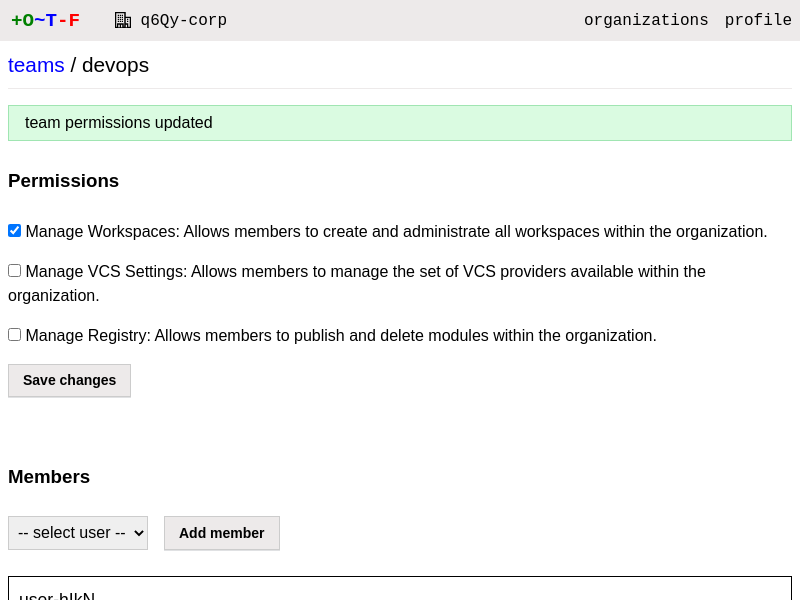 +O~T-F q6Qy-corp organizations profile
teams / devops
team permissions updated
Permissions
Manage Workspaces: Allows members to create and administrate all workspaces within the organization.
Manage VCS Settings: Allows members to manage the set of VCS providers available within the
organization.
Manage Registry: Allows members to publish and delete modules within the organization.
Save changes
Members
-- select user -- Add member